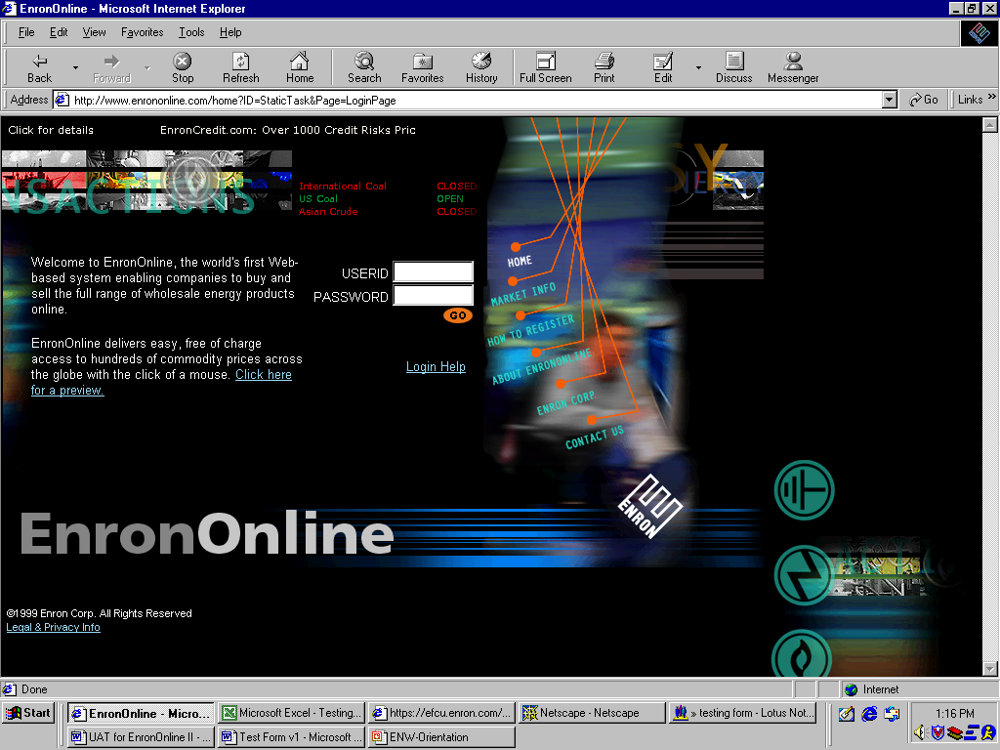 EnronOnline - Microsoft Internet Explorer
File Edit View Favorites Tools Help
Back Forward Stop Refresh Home Search Favorites History Full Screen Print Edit Discuss Messenger
Address http://www.enrononline.com/home?ID=StaticTask&Page=LoginPage Go Links »
Click for details EnronCredit.com: Over 1000 Credit Risks Pric
NSACTIONS
International Coal CLOSED
US Coal OPEN
Asian Crude CLOSED
Welcome to EnronOnline, the world's first Web-
based system enabling companies to buy and
sell the full range of wholesale energy products
online.
USERID
PASSWORD
GO
EnronOnline delivers easy, free of charge
access to hundreds of commodity prices across
the globe with the click of a mouse. Click here
for a preview.
Login Help
HOME
MARKET INFO
HOW TO REGISTER
ABOUT ENRONONLINE
ENRON CORP
CONTACT US
ENRON
EnronOnline
©1999 Enron Corp. All Rights Reserved
Legal & Privacy Info
Done Internet
Start EnronOnline - Micro... Microsoft Excel - Testing... https://efcu.enron.com/... Netscape - Netscape » testing form - Lotus Not... 1:16 PM
UAT for EnronOnline II - ... Test Form v1 - Microsoft ... ENW-Orientation